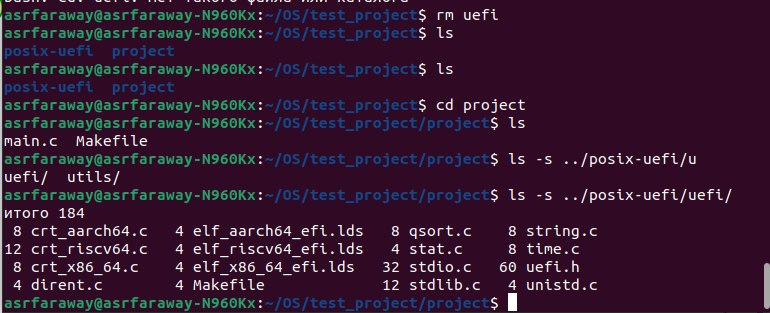 bash: cd: uefi: Нет такого файла или каталога
asrfaraway@asrfaraway-N960Kx:~/OS/test_project$ rm uefi
asrfaraway@asrfaraway-N960Kx:~/OS/test_project$ ls
posix-uefi  project
asrfaraway@asrfaraway-N960Kx:~/OS/test_project$ ls
posix-uefi  project
asrfaraway@asrfaraway-N960Kx:~/OS/test_project$ cd project
asrfaraway@asrfaraway-N960Kx:~/OS/test_project/project$ ls
main.c  Makefile
asrfaraway@asrfaraway-N960Kx:~/OS/test_project/project$ ls -s ../posix-uefi/u
uefi/  utils/
asrfaraway@asrfaraway-N960Kx:~/OS/test_project/project$ ls -s ../posix-uefi/uefi/
итого 184
 8 crt_aarch64.c   4 elf_aarch64_efi.lds   8 qsort.c    8 string.c
12 crt_riscv64.c   4 elf_riscv64_efi.lds   4 stat.c     8 time.c
 8 crt_x86_64.c    4 elf_x86_64_efi.lds   32 stdio.c   60 uefi.h
 4 dirent.c        4 Makefile             12 stdlib.c   4 unistd.c
asrfaraway@asrfaraway-N960Kx:~/OS/test_project/project$